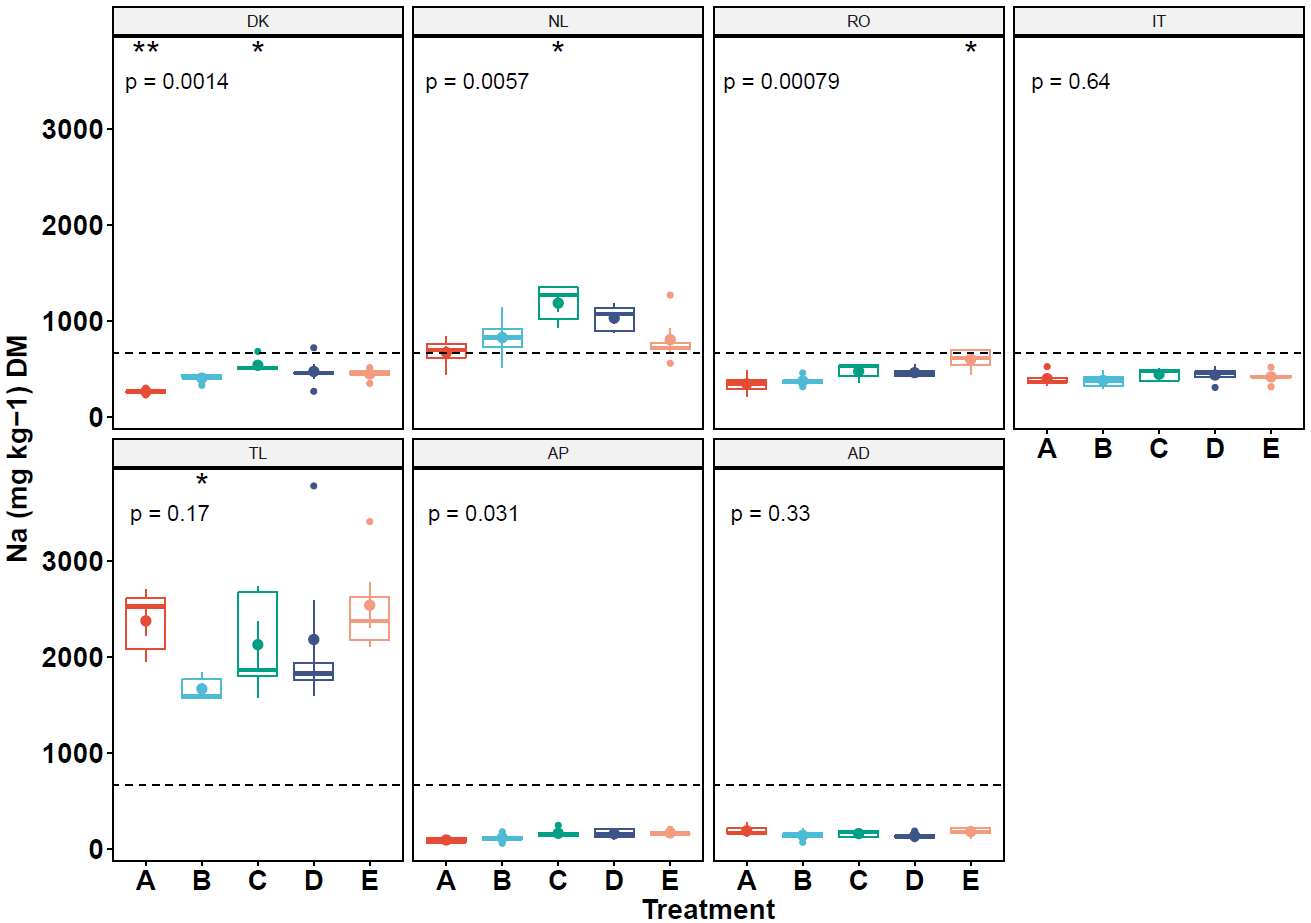 DK NL RO IT
** * * *
p = 0.0014 p = 0.0057 p = 0.00079 p = 0.64
3000
2000
1000
0
A B C D E
TL AP AD
*
p = 0.17 p = 0.031 p = 0.33
3000
2000
1000
0
A B C D E A B C D E A B C D E
Treatment
Na (mg kg−1) DM